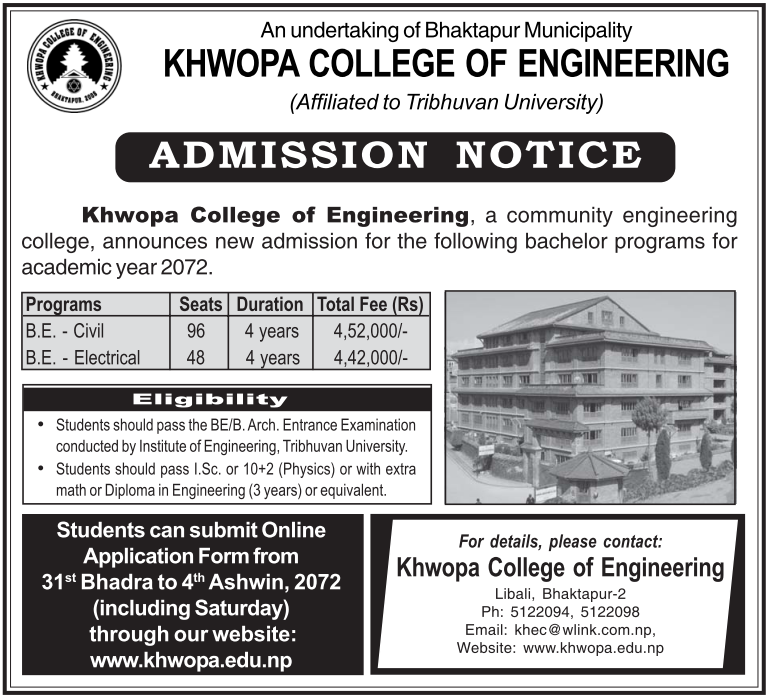 KHWOPA COLLEGE OF ENGINEERING
BHAKTAPUR, 2008
An undertaking of Bhaktapur Municipality
KHWOPA COLLEGE OF ENGINEERING
(Affiliated to Tribhuvan University)
ADMISSION NOTICE
Khwopa College of Engineering, a community engineering
college, announces new admission for the following bachelor programs for
academic year 2072.
Programs Seats Duration Total Fee (Rs)
B.E. - Civil 96 4 years 4,52,000/-
B.E. - Electrical 48 4 years 4,42,000/-
Eligibility
• Students should pass the BE/B. Arch. Entrance Examination
conducted by Institute of Engineering, Tribhuvan University.
• Students should pass I.Sc. or 10+2 (Physics) or with extra
math or Diploma in Engineering (3 years) or equivalent.
Students can submit Online
Application Form from
31st Bhadra to 4th Ashwin, 2072
(including Saturday)
through our website:
www.khwopa.edu.np
For details, please contact:
Khwopa College of Engineering
Libali, Bhaktapur-2
Ph: 5122094, 5122098
Email: khec@wlink.com.np,
Website: www.khwopa.edu.np